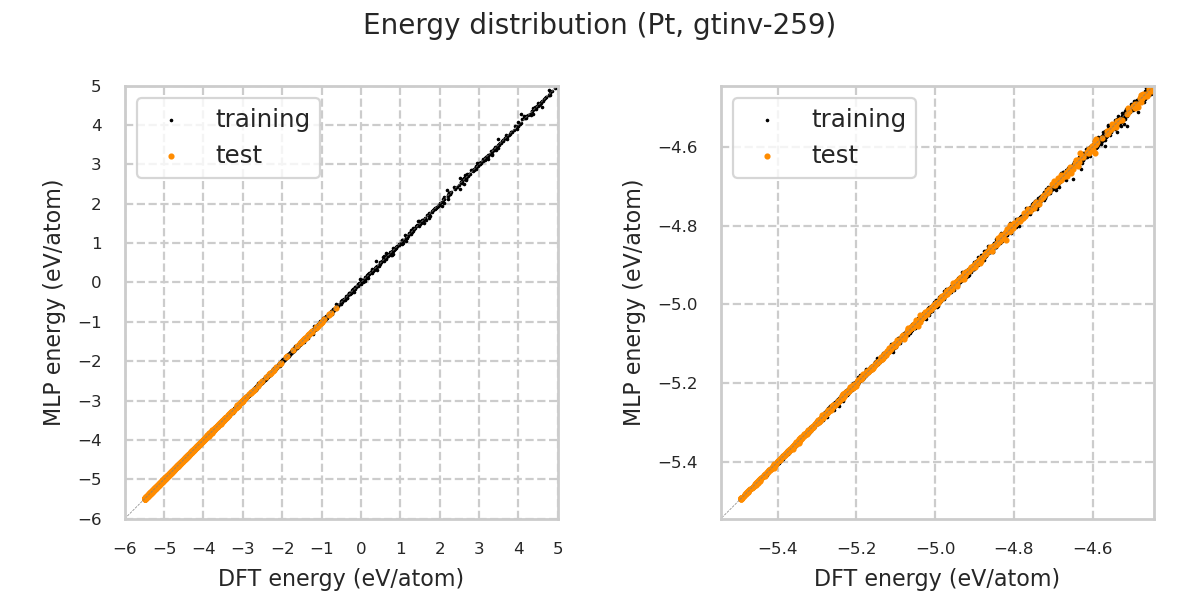 Energy distribution (Pt, gtinv-259)
MLP energy (eV/atom)
5
4
3
2
1
0
−1
−2
−3
−4
−5
−6
training
test
−6 −5 −4 −3 −2 −1 0 1 2 3 4 5
DFT energy (eV/atom)
MLP energy (eV/atom)
−4.6
−4.8
−5.0
−5.2
−5.4
training
test
−5.4 −5.2 −5.0 −4.8 −4.6
DFT energy (eV/atom)